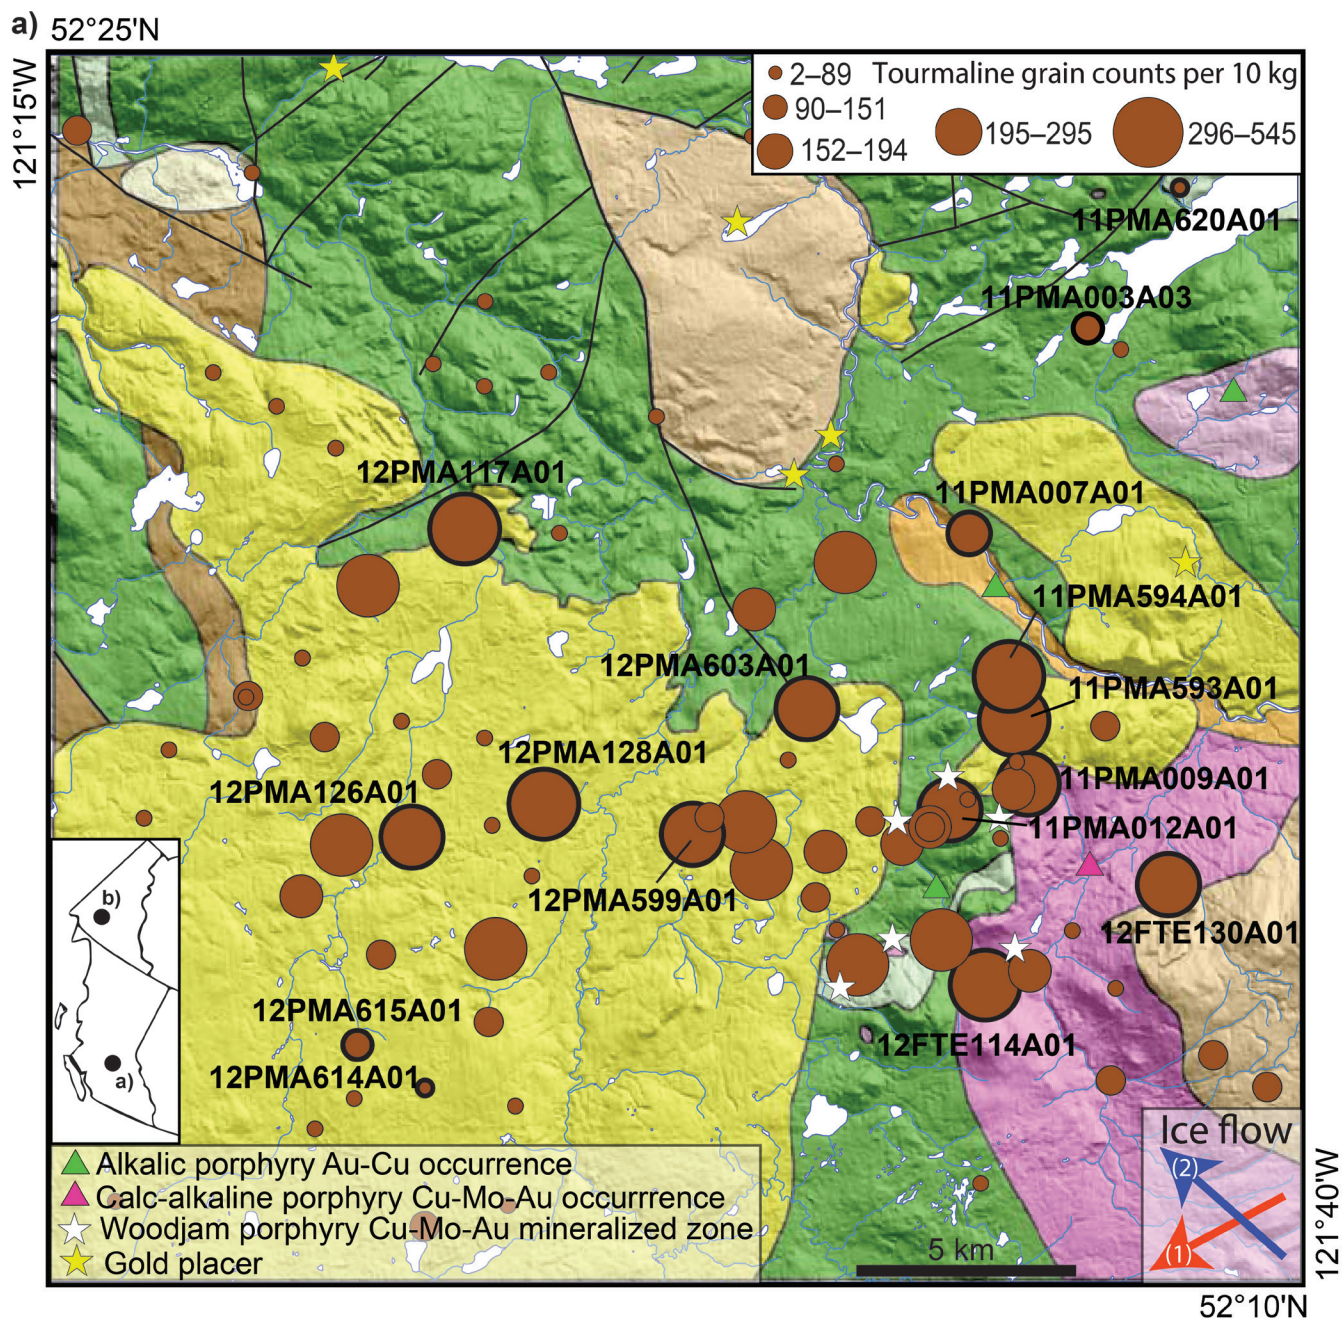 a) 52°25'N
121°15'W
2–89 Tourmaline grain counts per 10 kg
90–151
195–295
296–545
152–194
11PMA620A01
11PMA003A03
12PMA117A01
11PMA007A01
11PMA594A01
12PMA603A01
11PMA593A01
12PMA128A01
12PMA126A01
11PMA009A01
11PMA012A01
12PMA599A01
b)
12FTE130A01
12PMA615A01
12FTE114A01
a)
12PMA614A01
Ice flow
(2)
(1)
Alkalic porphyry Au-Cu occurrence
Calc-alkaline porphyry Cu-Mo-Au occurrrence
Woodjam porphyry Cu-Mo-Au mineralized zone
Gold placer
5 km
121°40'W
52°10'N